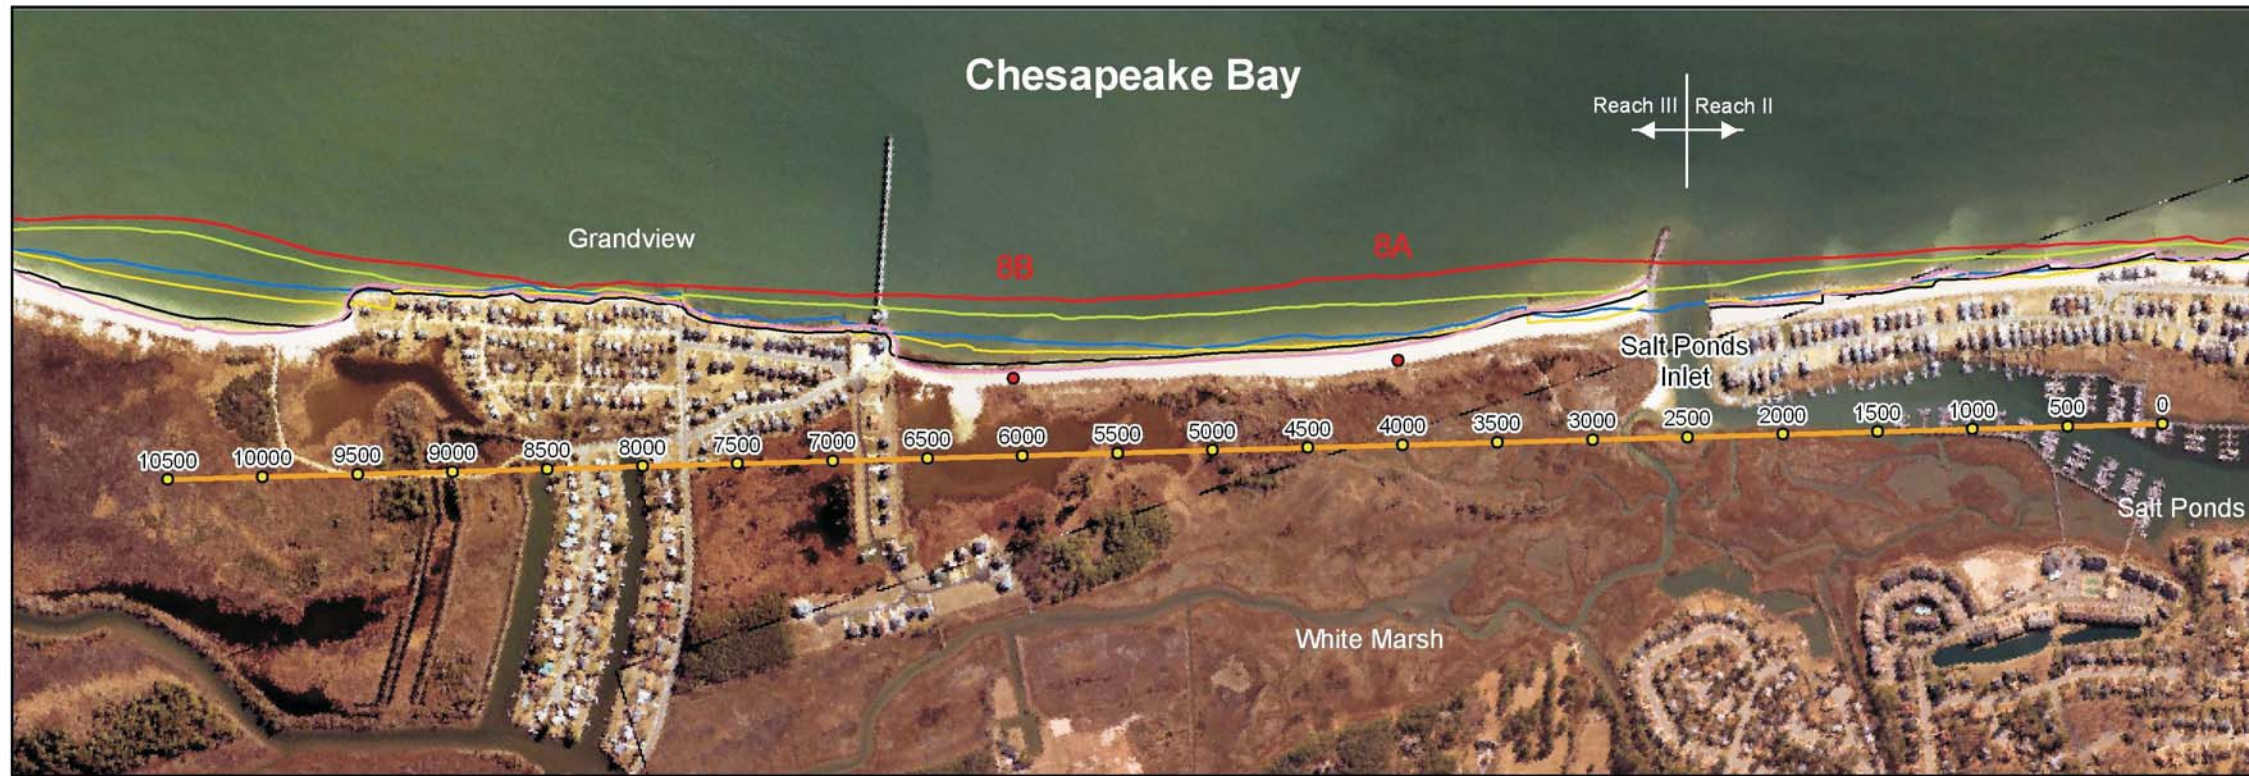 Chesapeake Bay
Reach III
Reach II
Grandview
8B
8A
Salt Ponds
Inlet
10500
10000
9500
9000
8500
8000
7500
7000
6500
6000
5500
5000
4500
4000
3500
3000
2500
2000
1500
1000
500
0
Salt Ponds
White Marsh